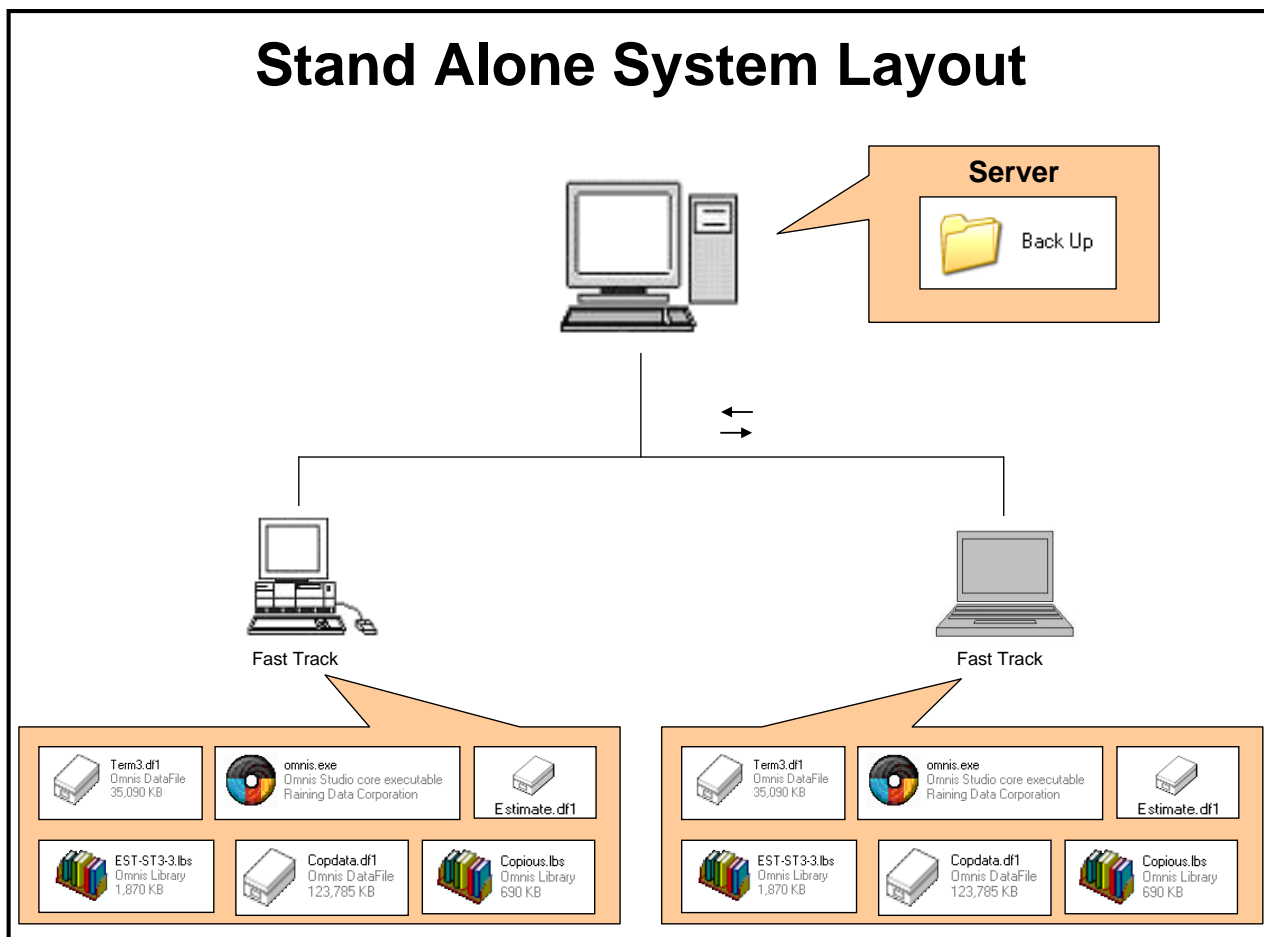 Stand Alone System Layout
Server
Back Up
Fast Track
Fast Track
Term3.df1
Omnis DataFile
35,090 KB
omnis.exe
Omnis Studio core executable
Raining Data Corporation
Estimate.df1
EST-ST3-3.lbs
Omnis Library
1,870 KB
Copdata.df1
Omnis DataFile
123,785 KB
Copious.lbs
Omnis Library
690 KB
Term3.df1
Omnis DataFile
35,090 KB
omnis.exe
Omnis Studio core executable
Raining Data Corporation
Estimate.df1
EST-ST3-3.lbs
Omnis Library
1,870 KB
Copdata.df1
Omnis DataFile
123,785 KB
Copious.lbs
Omnis Library
690 KB